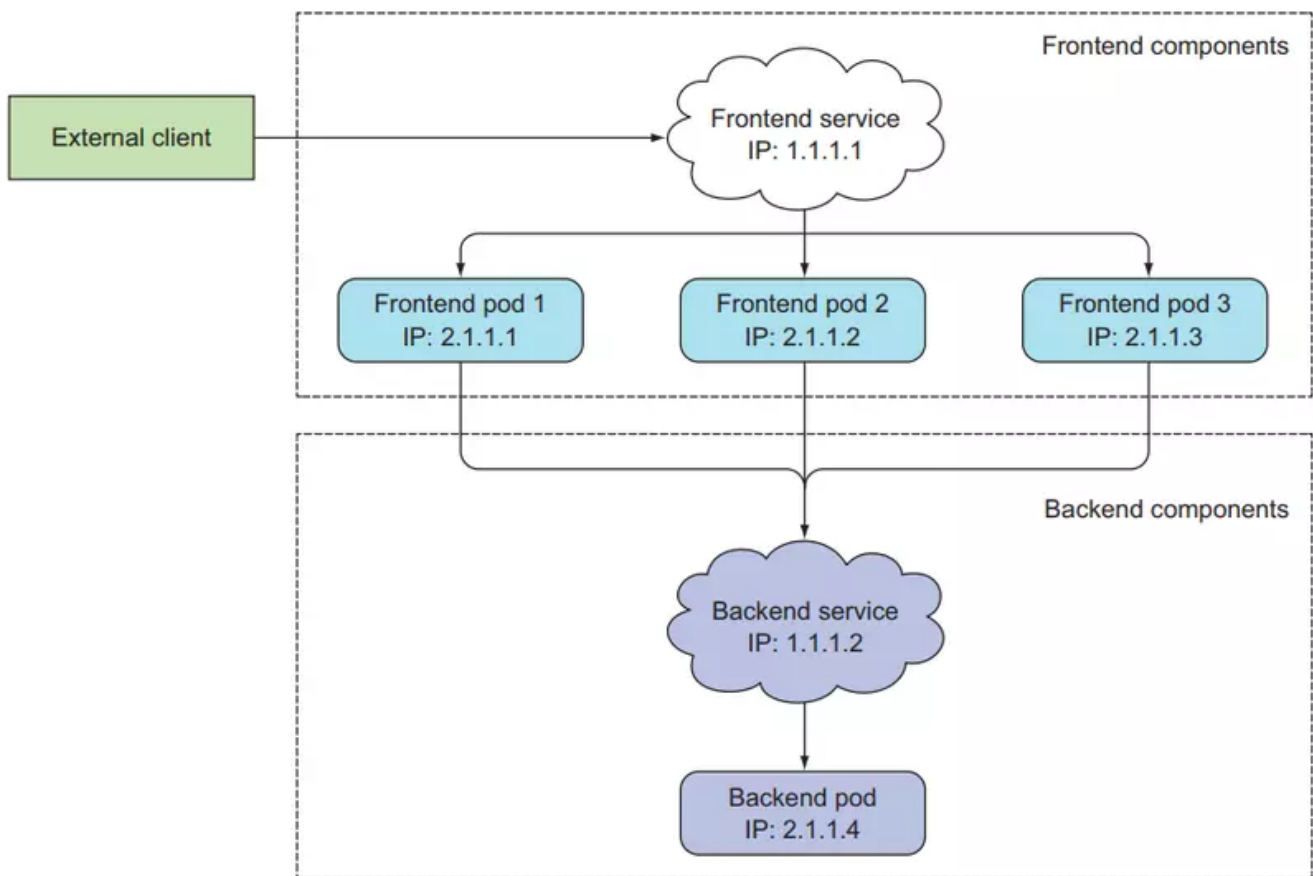 Frontend components
External client
Frontend service
IP: 1.1.1.1
Frontend pod 1
IP: 2.1.1.1
Frontend pod 2
IP: 2.1.1.2
Frontend pod 3
IP: 2.1.1.3
Backend components
Backend service
IP: 1.1.1.2
Backend pod
IP: 2.1.1.4